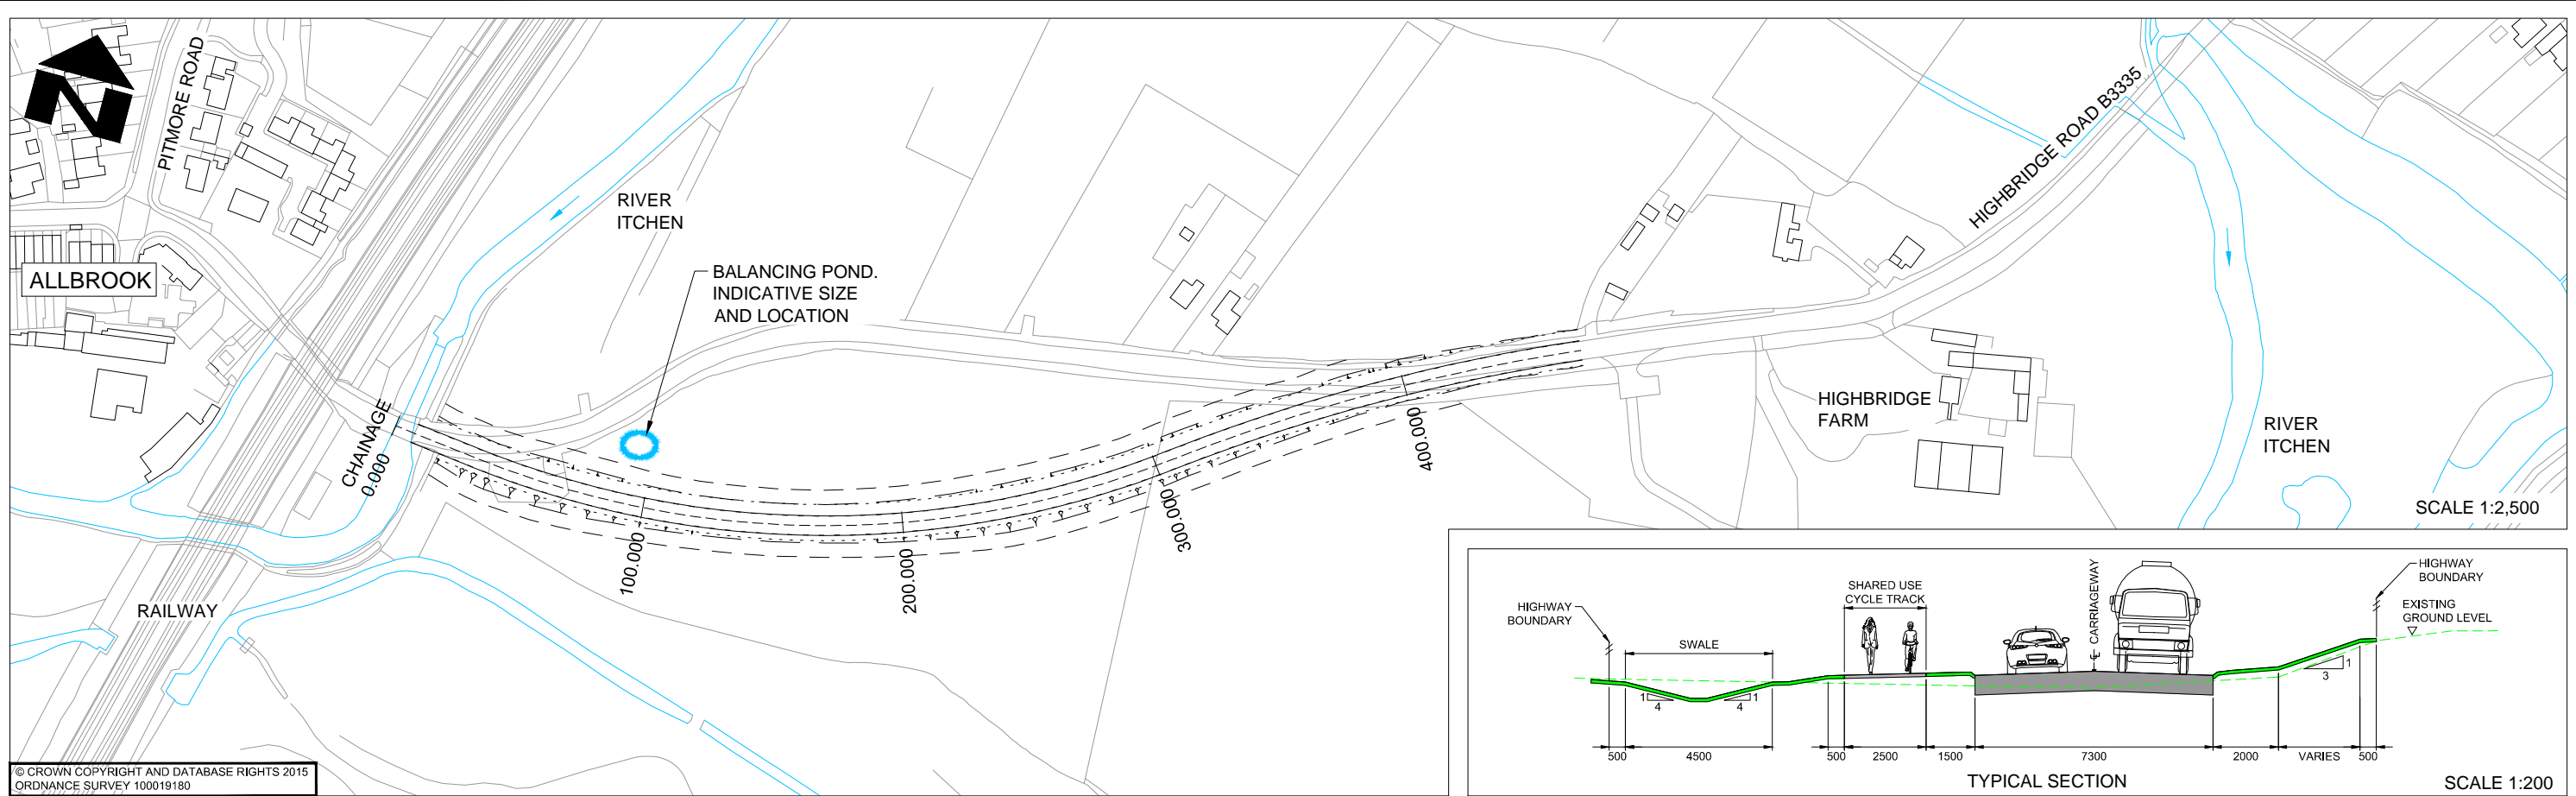 PITMORE ROAD
RIVER
ITCHEN
HIGHBRIDGE ROAD B3335
ALLBROOK
BALANCING POND.
INDICATIVE SIZE
AND LOCATION
CHAINAGE
0.000
100.000
200.000
300.000
400.000
HIGHBRIDGE
FARM
RIVER
ITCHEN
RAILWAY
SCALE 1:2,500
© CROWN COPYRIGHT AND DATABASE RIGHTS 2015
ORDNANCE SURVEY 100019180
HIGHWAY
BOUNDARY
SWALE
SHARED USE
CYCLE TRACK
CARRIAGEWAY
HIGHWAY
BOUNDARY
EXISTING
GROUND LEVEL
1
4
1
4
1
3
500
4500
500
2500
1500
7300
2000
VARIES
500
TYPICAL SECTION
SCALE 1:200